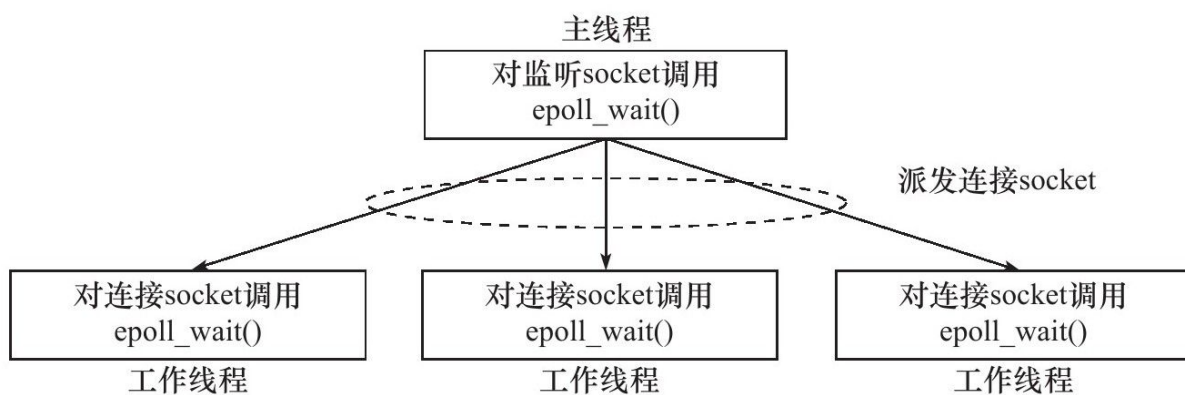 主线程
对监听socket调用
epoll_wait()
派发连接socket
对连接socket调用
epoll_wait()
对连接socket调用
epoll_wait()
对连接socket调用
epoll_wait()
工作线程
工作线程
工作线程